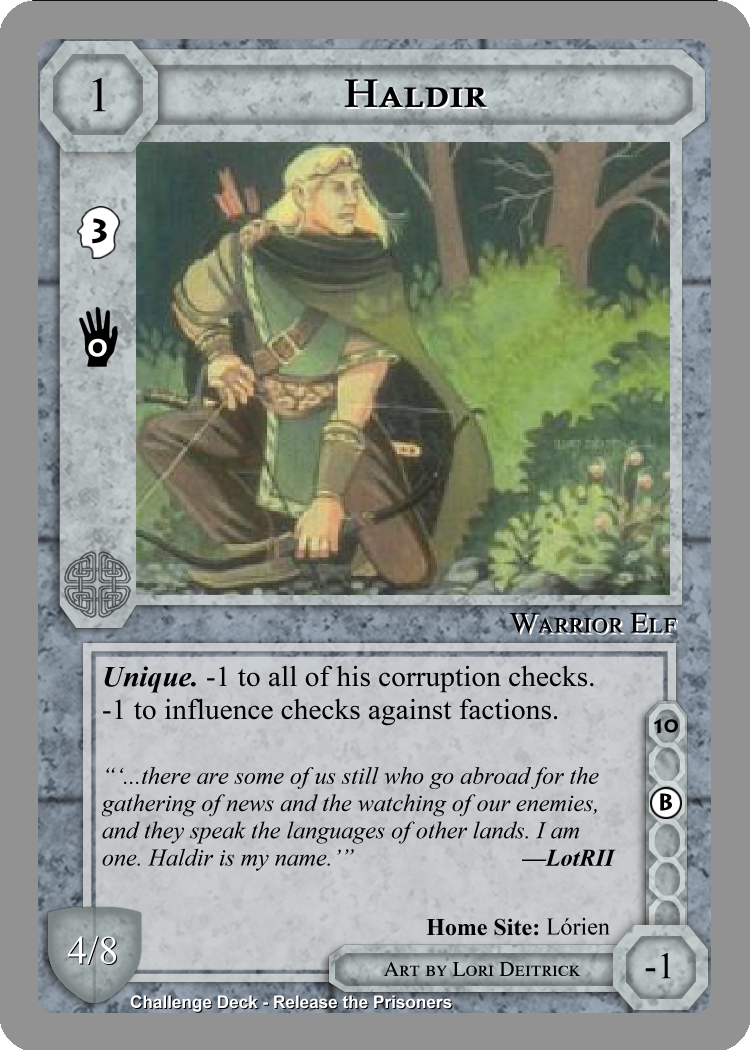 1
HALDIR
3
0
WARRIOR ELF
Unique. -1 to all of his corruption checks.
-1 to influence checks against factions.
“‘...there are some of us still who go abroad for the
gathering of news and the watching of our enemies,
and they speak the languages of other lands. I am
one. Haldir is my name.’” —LotRII
10
B
Home Site: Lórien
4/8
ART BY LORI DEITRICK
-1
Challenge Deck - Release the Prisoners